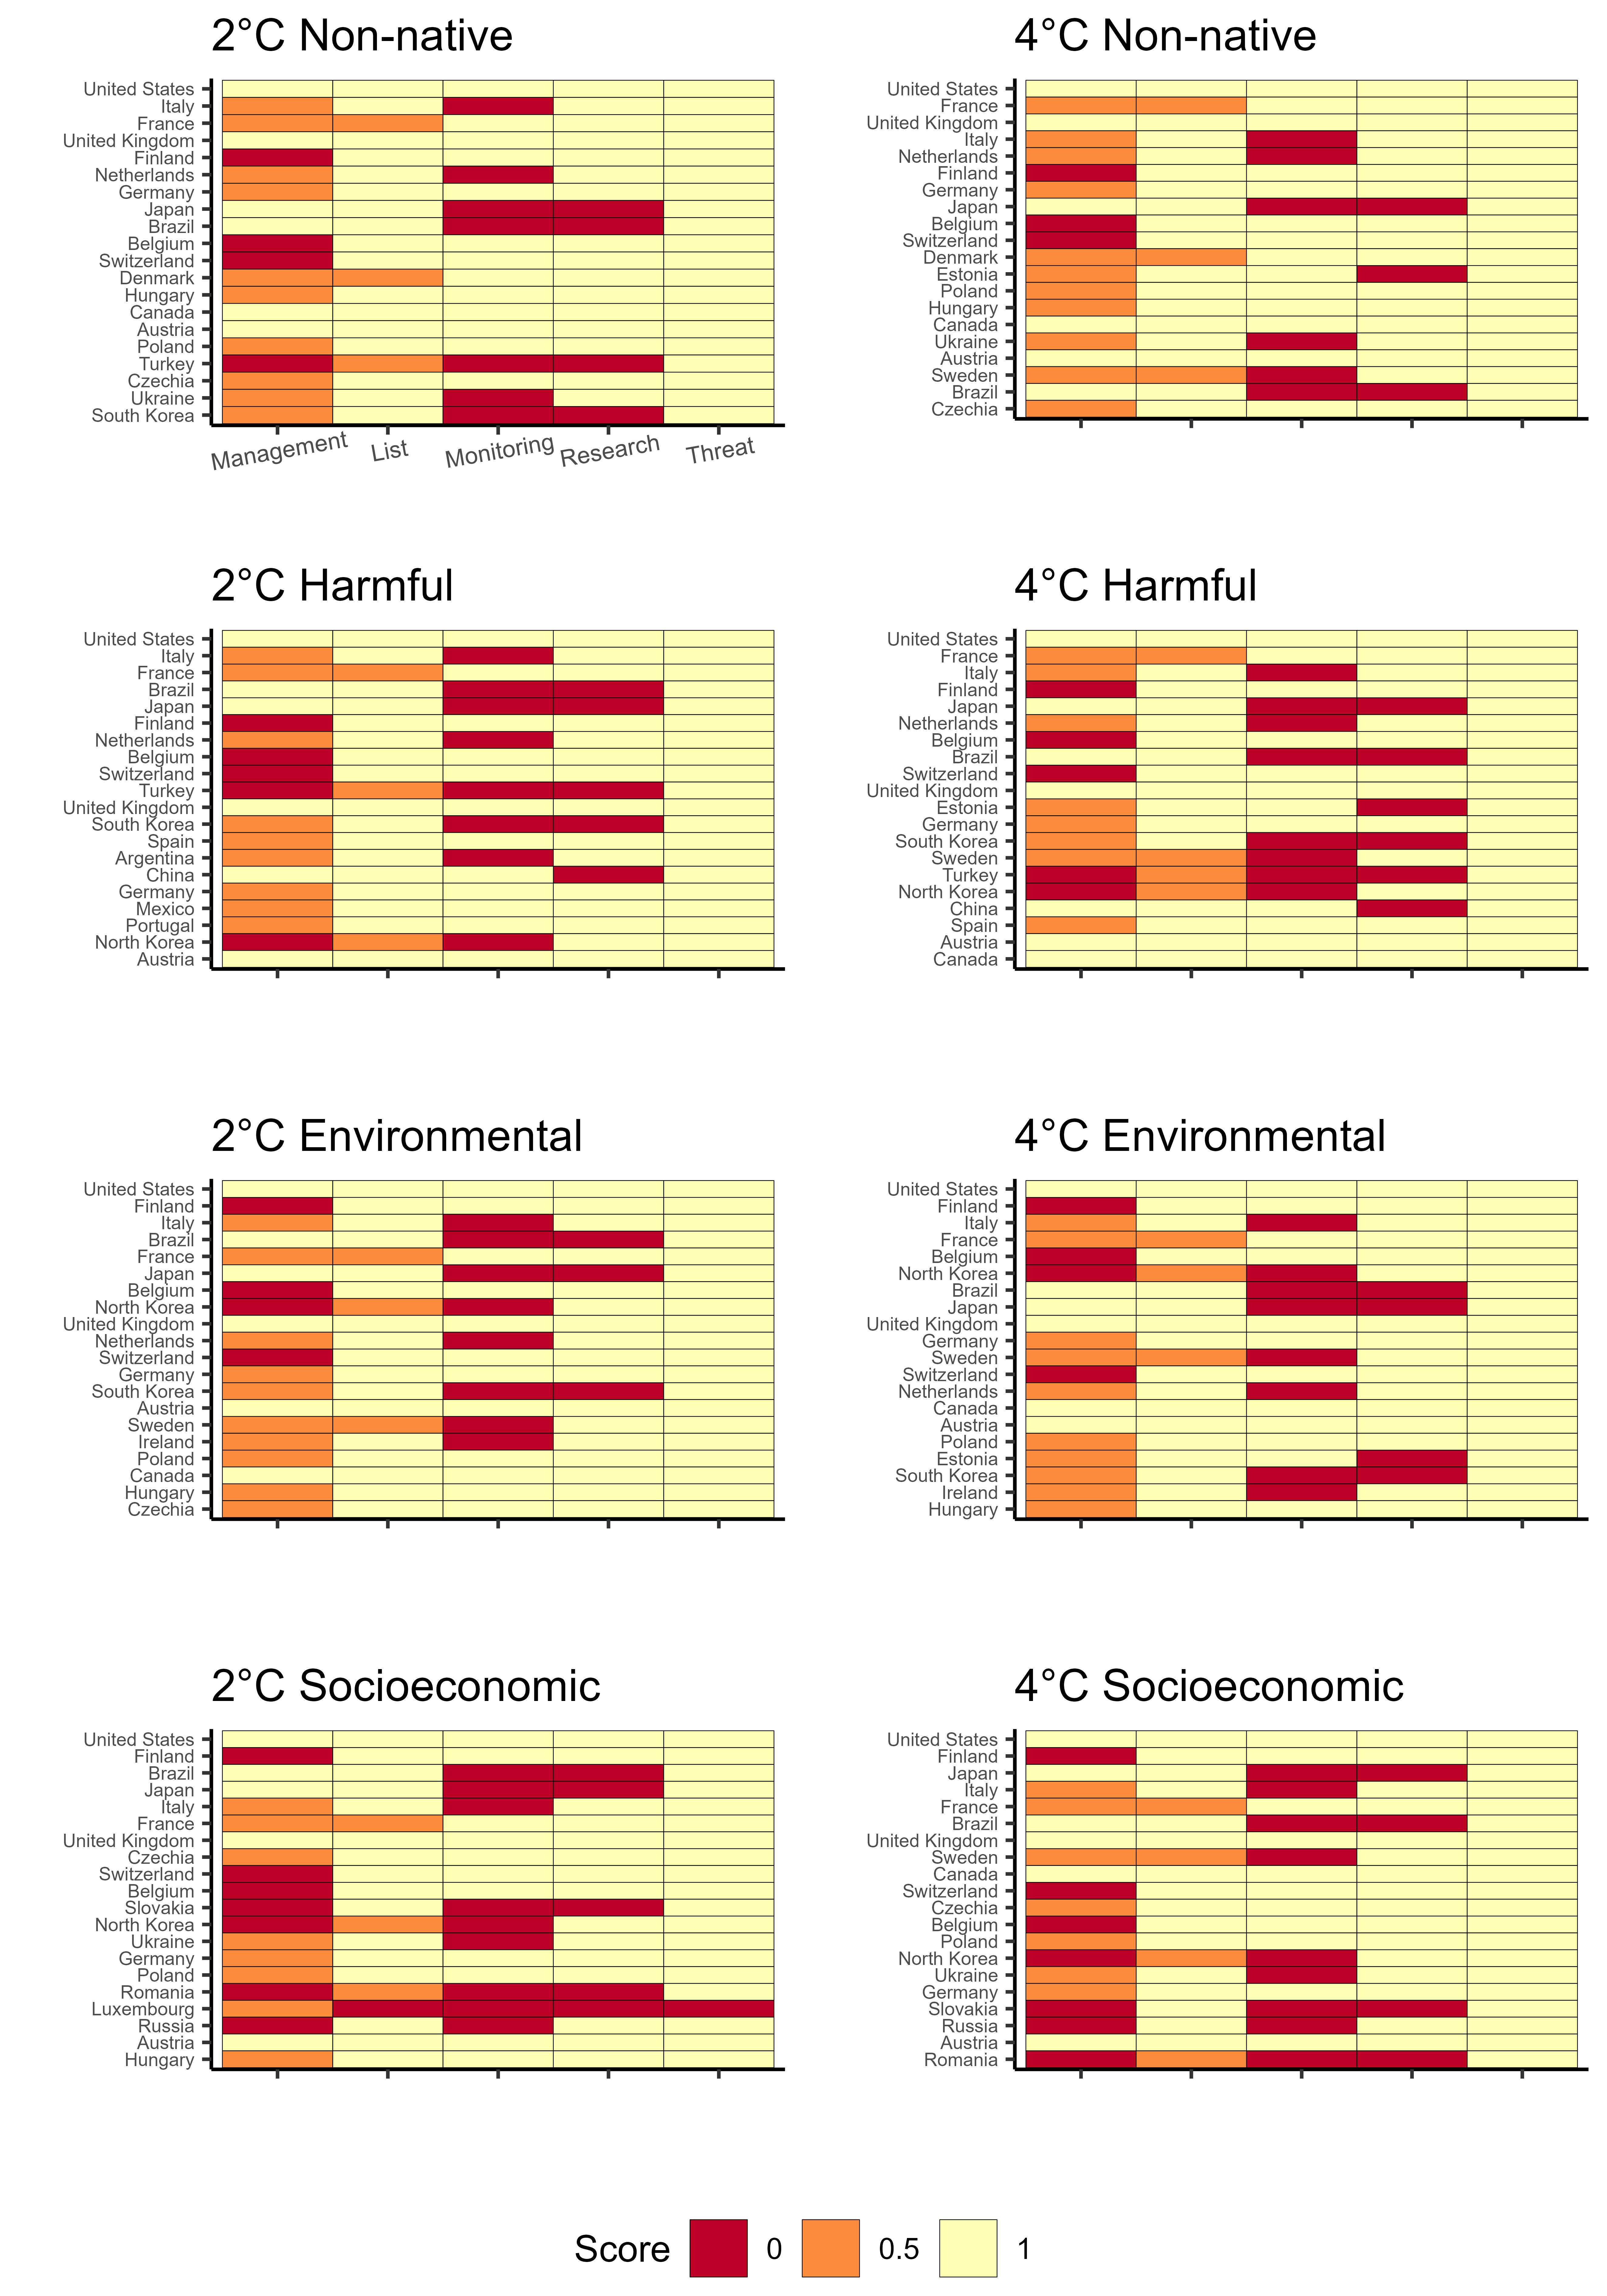 2°C Non-native
United States
Italy
France
United Kingdom
Finland
Netherlands
Germany
Japan
Brazil
Belgium
Switzerland
Denmark
Hungary
Canada
Austria
Poland
Turkey
Czechia
Ukraine
South Korea
Management List Monitoring Research Threat
4°C Non-native
United States
France
United Kingdom
Italy
Netherlands
Finland
Germany
Japan
Belgium
Switzerland
Denmark
Estonia
Poland
Hungary
Canada
Ukraine
Austria
Sweden
Brazil
Czechia
2°C Harmful
United States
Italy
France
Brazil
Japan
Finland
Netherlands
Belgium
Switzerland
Turkey
United Kingdom
South Korea
Spain
Argentina
China
Germany
Mexico
Portugal
North Korea
Austria
4°C Harmful
United States
France
Italy
Finland
Japan
Netherlands
Belgium
Brazil
Switzerland
United Kingdom
Estonia
Germany
South Korea
Sweden
Turkey
North Korea
China
Spain
Austria
Canada
2°C Environmental
United States
Finland
Italy
Brazil
France
Japan
Belgium
North Korea
United Kingdom
Netherlands
Switzerland
Germany
South Korea
Austria
Sweden
Ireland
Poland
Canada
Hungary
Czechia
4°C Environmental
United States
Finland
Italy
France
Belgium
North Korea
Brazil
Japan
United Kingdom
Germany
Sweden
Switzerland
Netherlands
Canada
Austria
Poland
Estonia
South Korea
Ireland
Hungary
2°C Socioeconomic
United States
Finland
Brazil
Japan
Italy
France
United Kingdom
Czechia
Switzerland
Belgium
Slovakia
North Korea
Ukraine
Germany
Poland
Romania
Luxembourg
Russia
Austria
Hungary
4°C Socioeconomic
United States
Finland
Japan
Italy
France
Brazil
United Kingdom
Sweden
Canada
Switzerland
Czechia
Belgium
Poland
North Korea
Ukraine
Germany
Slovakia
Russia
Austria
Romania
Score 0 0.5 1